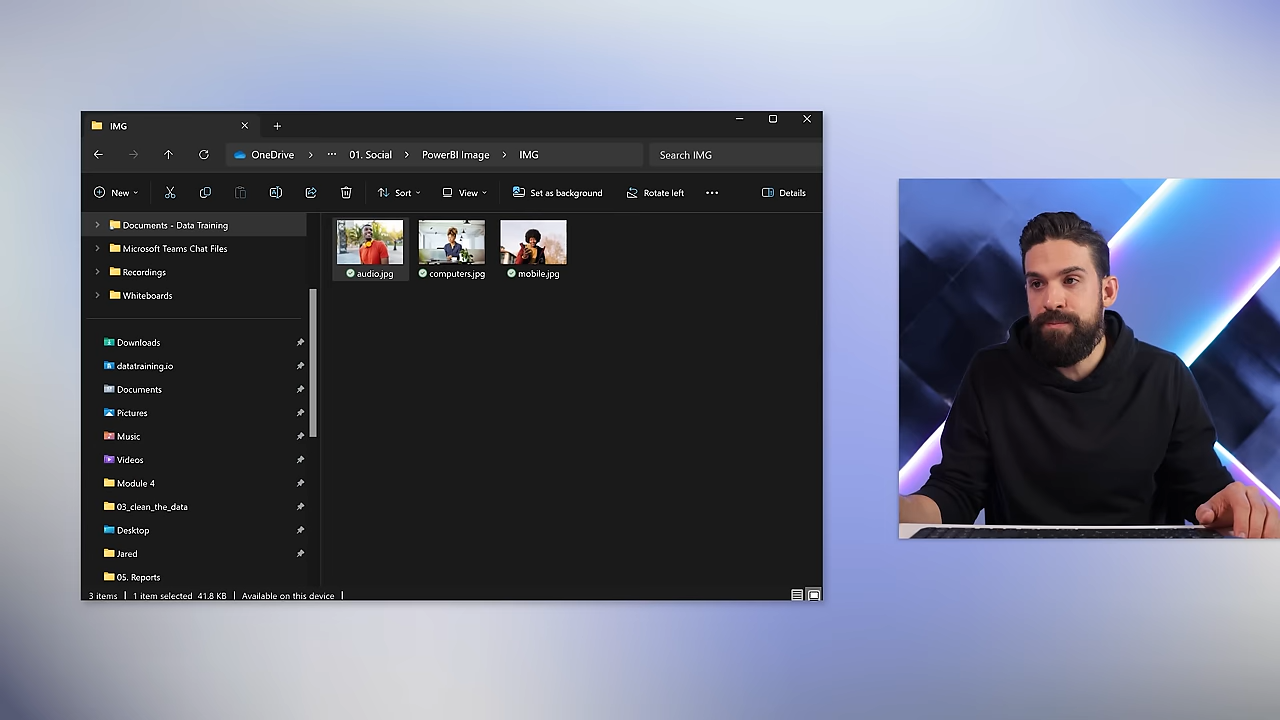 IMG
OneDrive > ... 01. Social > PowerBI Image > IMG
Search IMG
New
Sort
View
Set as background
Rotate left
...
Details
Documents - Data Training
Microsoft Teams Chat Files
Recordings
Whiteboards
Downloads
datatraining.io
Documents
Pictures
Music
Videos
Module 4
03_clean_the_data
Desktop
Jared
05. Reports
audio.jpg
computers.jpg
mobile.jpg
3 items | 1 item selected 41.8 KB | Available on this device |